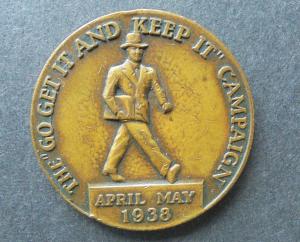 THE "GO GET IT AND KEEP IT" CAMPAIGN
APRIL MAY
1938